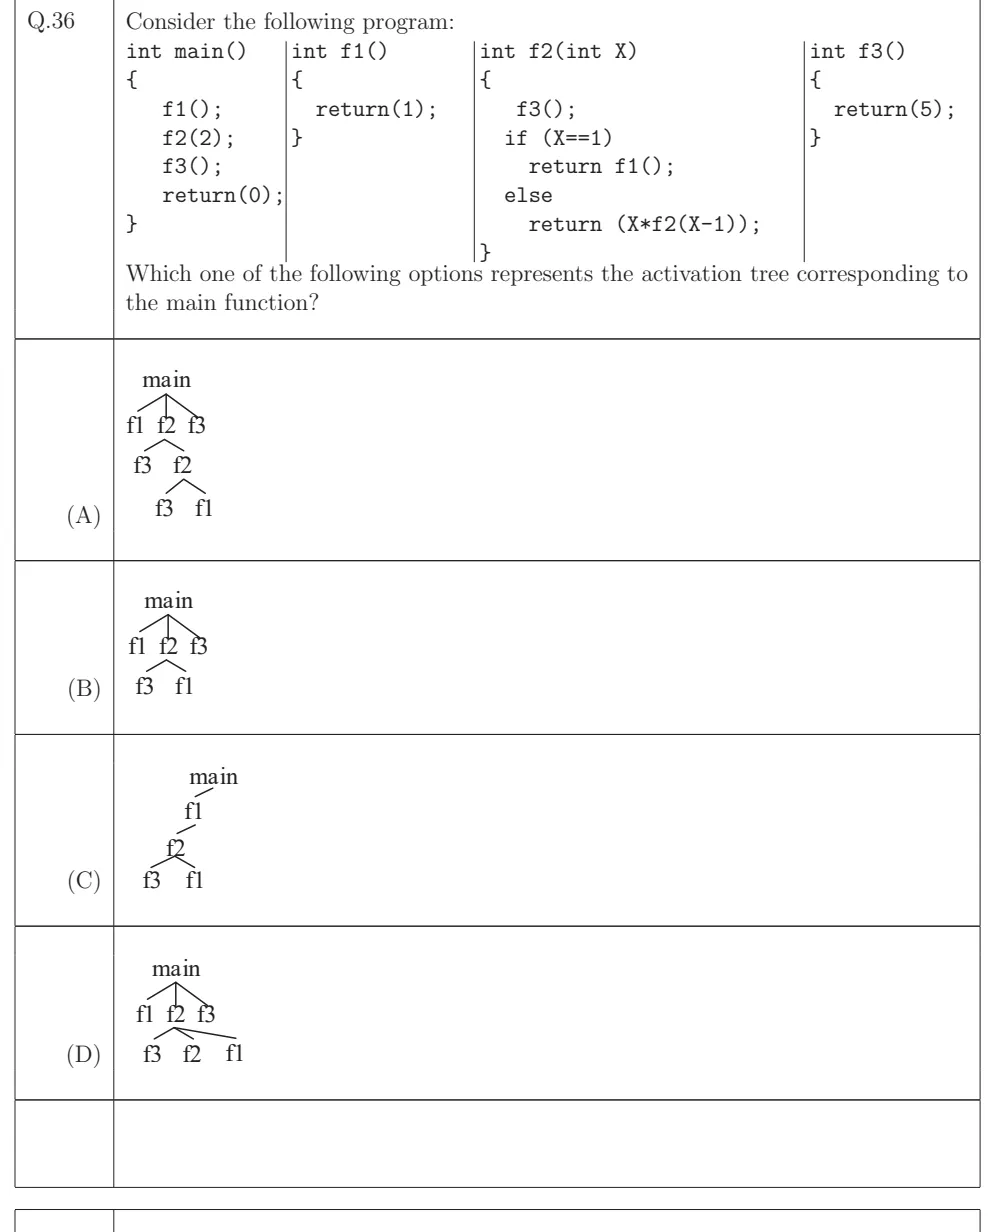 Q.36 Consider the following program:
int main() int f1() int f2(int X) int f3()
{ { { {
f1(); return(1); f3(); return(5);
f2(2); } if (X==1) }
f3(); return f1();
return(0); else
} return (X*f2(X-1));
}
Which one of the following options represents the activation tree corresponding to
the main function?
main
f1 f2 f3
f3 f2
f3 f1
(A)
main
f1 f2 f3
f3 f1
(B)
main
f1
f2
f3 f1
(C)
main
f1 f2 f3
f3 f2 f1
(D)